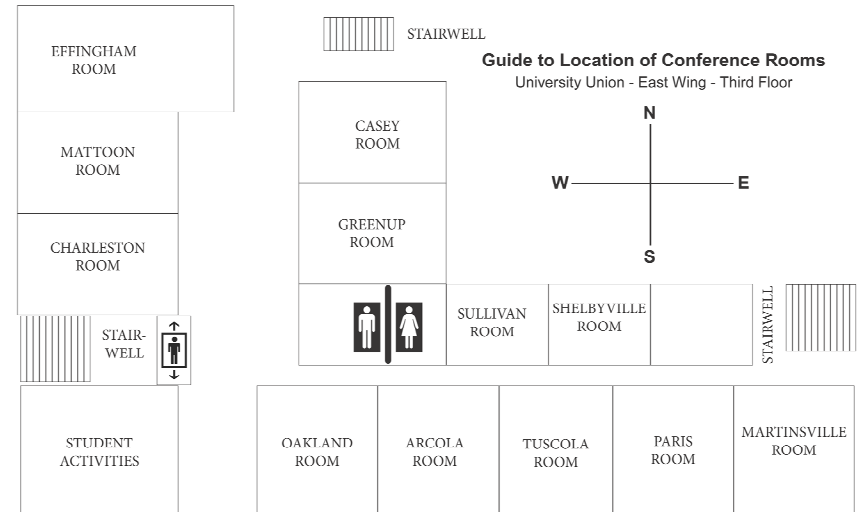 EFFINGHAM
ROOM
STAIRWELL
Guide to Location of Conference Rooms
University Union - East Wing - Third Floor
N
W
E
S
CASEY
ROOM
MATTOON
ROOM
GREENUP
ROOM
CHARLESTON
ROOM
STAIR-
WELL
SULLIVAN
ROOM
SHELBYVILLE
ROOM
STAIRWELL
STUDENT
ACTIVITIES
OAKLAND
ROOM
ARCOLA
ROOM
TUSCOLA
ROOM
PARIS
ROOM
MARTINSVILLE
ROOM